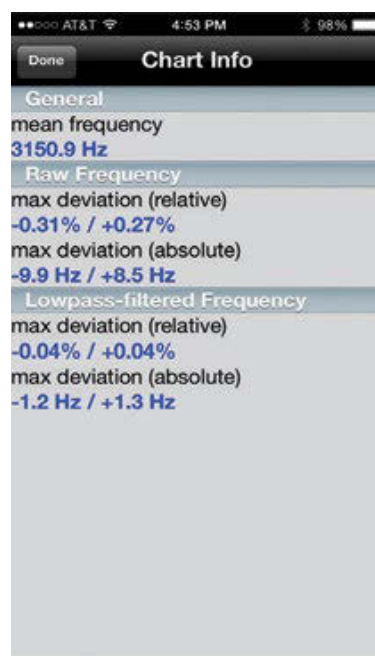 AT&T 4:53 PM 98%
Done Chart Info
General
mean frequency
3150.9 Hz
Raw Frequency
max deviation (relative)
-0.31% / +0.27%
max deviation (absolute)
-9.9 Hz / +8.5 Hz
Lowpass-filtered Frequency
max deviation (relative)
-0.04% / +0.04%
max deviation (absolute)
-1.2 Hz / +1.3 Hz